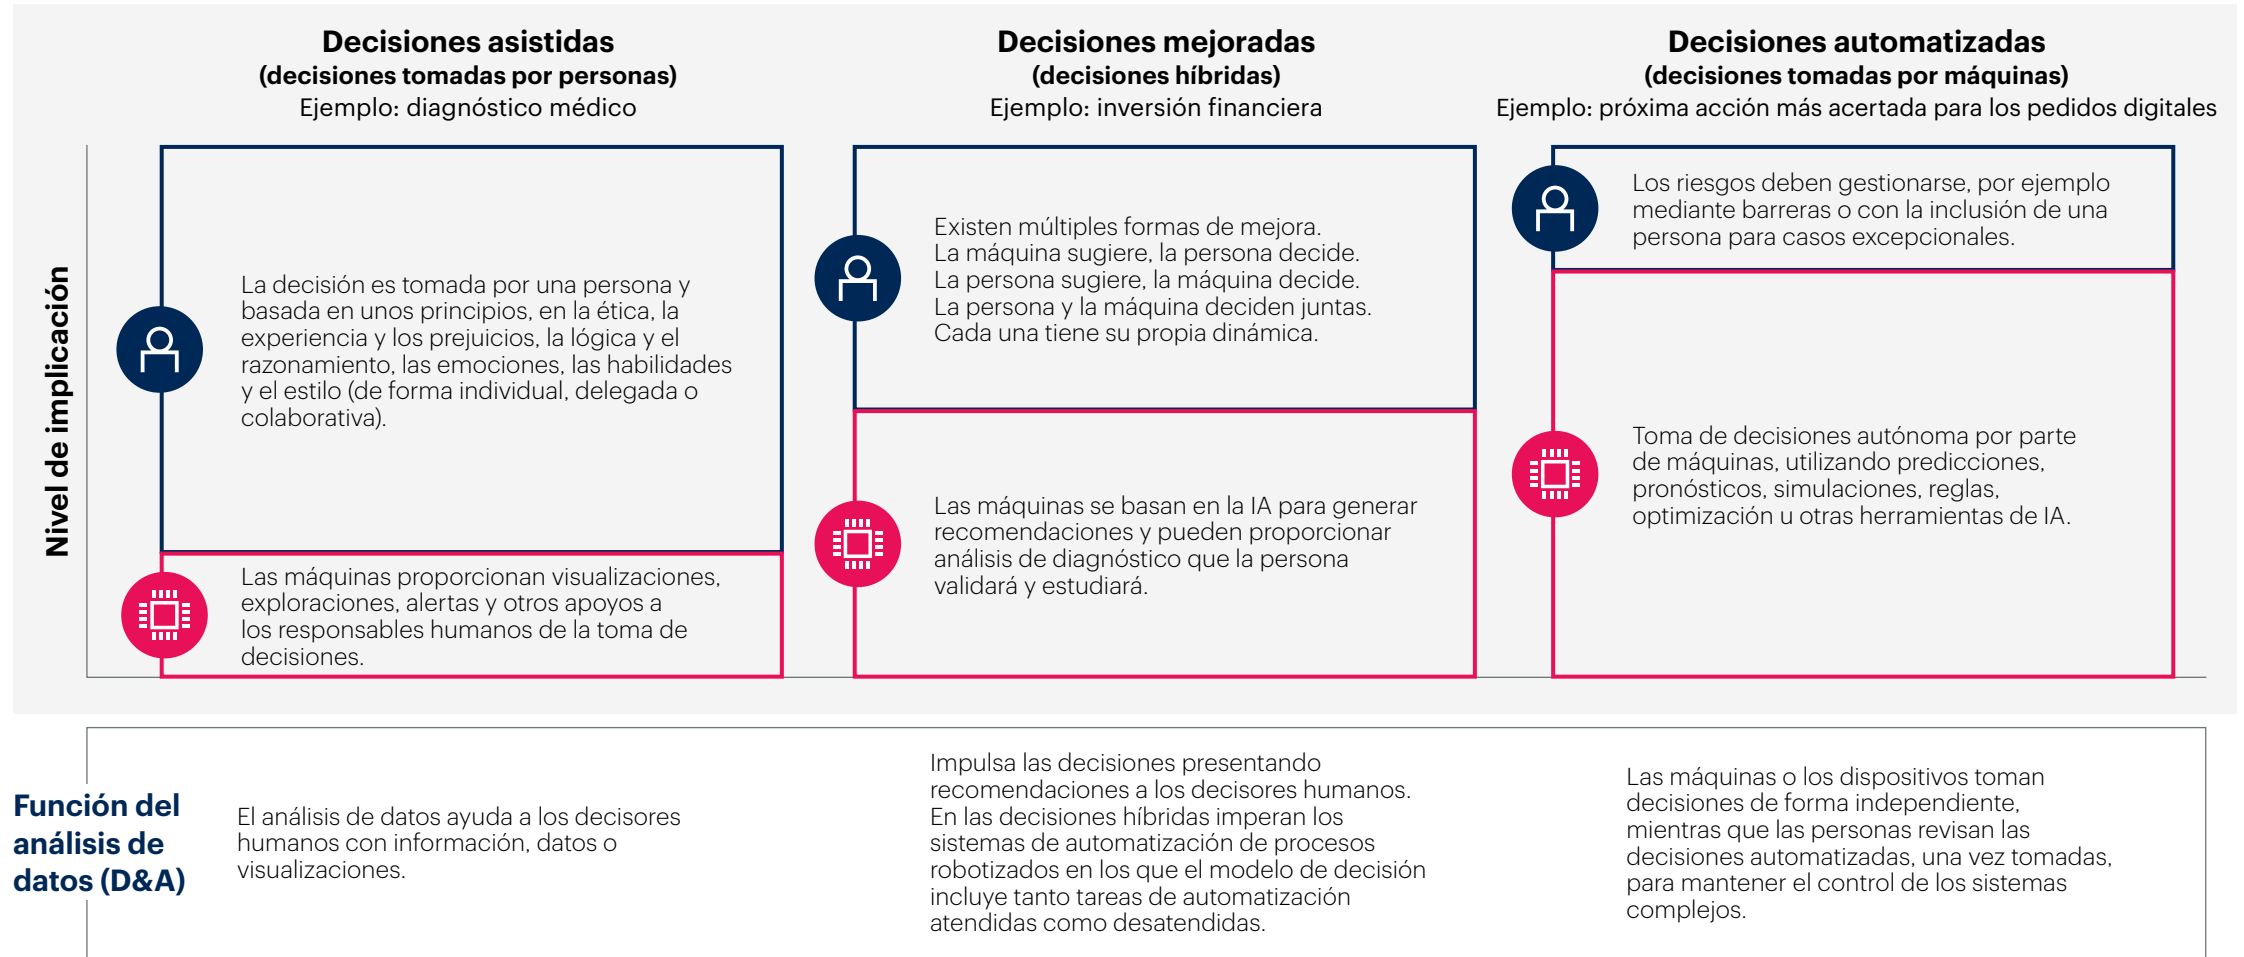 Decisiones asistidas
(decisiones tomadas por personas)
Ejemplo: diagnóstico médico
Decisiones mejoradas
(decisiones híbridas)
Ejemplo: inversión financiera
Decisiones automatizadas
(decisiones tomadas por máquinas)
Ejemplo: próxima acción más acertada para los pedidos digitales
Nivel de implicación
La decisión es tomada por una persona y
basada en unos principios, en la ética, la
experiencia y los prejuicios, la lógica y el
razonamiento, las emociones, las habilidades
y el estilo (de forma individual, delegada o
colaborativa).
Las máquinas proporcionan visualizaciones,
exploraciones, alertas y otros apoyos a
los responsables humanos de la toma de
decisiones.
Existen múltiples formas de mejora.
La máquina sugiere, la persona decide.
La persona sugiere, la máquina decide.
La persona y la máquina deciden juntas.
Cada una tiene su propia dinámica.
Las máquinas se basan en la IA para generar
recomendaciones y pueden proporcionar
análisis de diagnóstico que la persona
validará y estudiará.
Los riesgos deben gestionarse, por ejemplo
mediante barreras o con la inclusión de una
persona para casos excepcionales.
Toma de decisiones autónoma por parte
de máquinas, utilizando predicciones,
pronósticos, simulaciones, reglas,
optimización u otras herramientas de IA.
Función del
análisis de
datos (D&A)
El análisis de datos ayuda a los decisores
humanos con información, datos o
visualizaciones.
Impulsa las decisiones presentando
recomendaciones a los decisores humanos.
En las decisiones híbridas imperan los
sistemas de automatización de procesos
robotizados en los que el modelo de decisión
incluye tanto tareas de automatización
atendidas como desatendidas.
Las máquinas o los dispositivos toman
decisiones de forma independiente,
mientras que las personas revisan las
decisiones automatizadas, una vez tomadas,
para mantener el control de los sistemas
complejos.